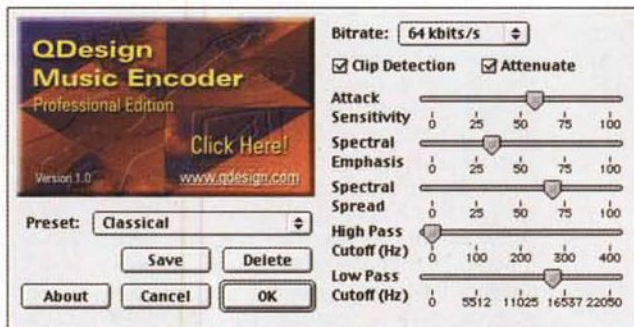 QDesign
Music Encoder
Professional Edition
Click Here!
Version 1.0
www.qdesign.com
Preset: Classical
Save Delete
About Cancel OK
Bitrate: 64 kbits/s
Clip Detection Attenuate
Attack
Sensitivity
0 25 50 75 100
Spectral
Emphasis
0 25 50 75 100
Spectral
Spread
0 25 50 75 100
High Pass
Cutoff (Hz)
0 100 200 300 400
Low Pass
Cutoff (Hz)
0 5512 11025 16537 22050